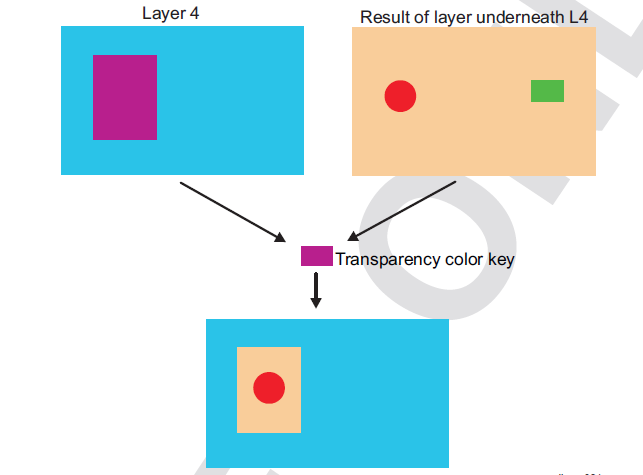 Layer 4
Result of layer underneath L4
Transparency color key